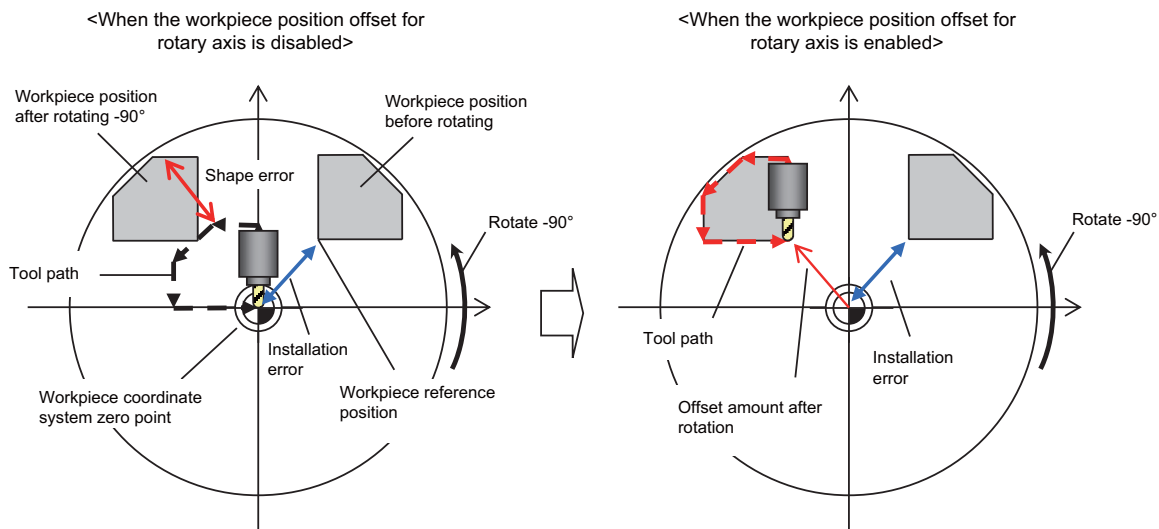 <When the workpiece position offset for
rotary axis is disabled>
Workpiece position
after rotating -90°
Workpiece position
before rotating
Shape error
Rotate -90°
Tool path
Installation
error
Workpiece coordinate
system zero point
Workpiece reference
position
<When the workpiece position offset for
rotary axis is enabled>
Rotate -90°
Tool path
Installation
error
Offset amount after
rotation